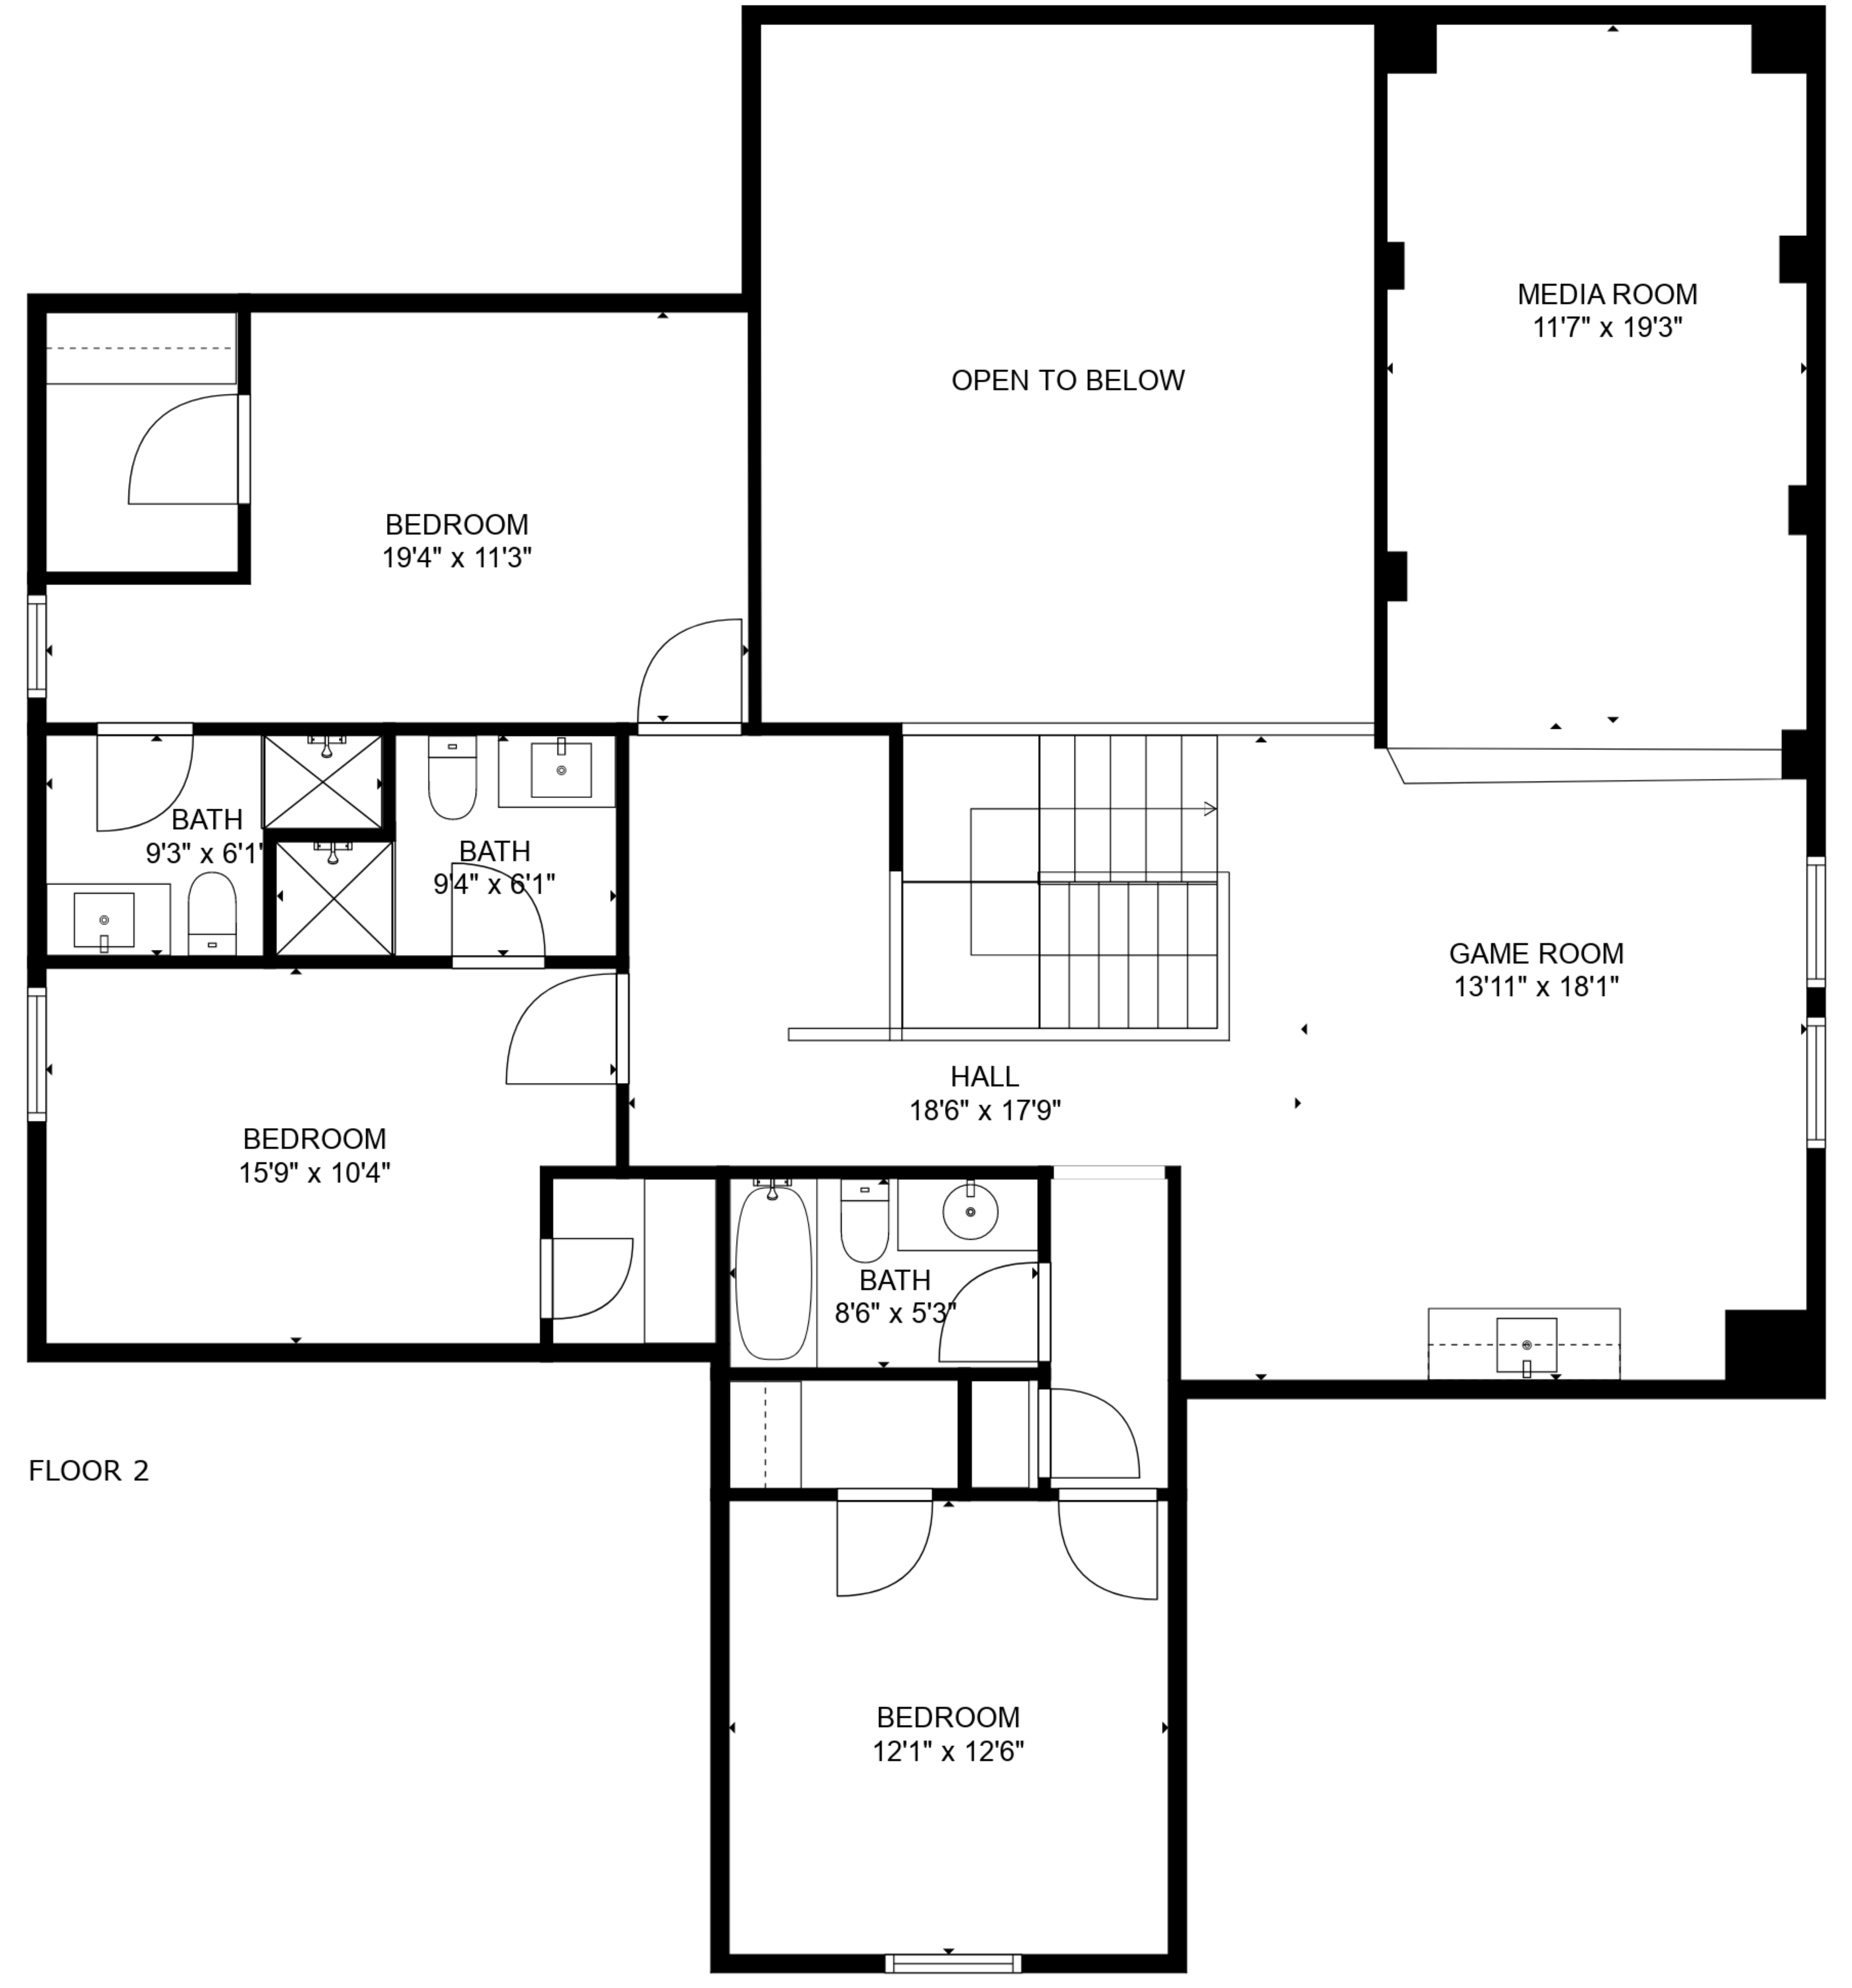 MEDIA ROOM
11'7" x 19'3"
OPEN TO BELOW
BEDROOM
19'4" x 11'3"
BATH
9'3" x 6'1"
BATH
9'4" x 6'1"
GAME ROOM
13'11" x 18'1"
HALL
18'6" x 17'9"
BEDROOM
15'9" x 10'4"
BATH
8'6" x 5'3"
FLOOR 2
BEDROOM
12'1" x 12'6"